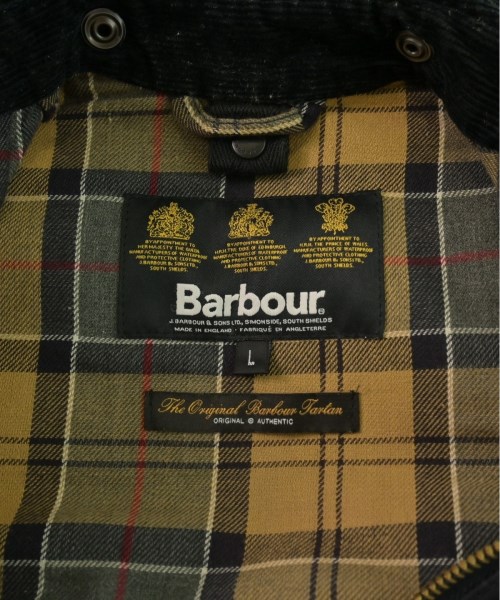 BY APPOINTMENT TO
HER MAJESTY THE QUEEN
MANUFACTURERS OF WATERPROOF
AND PROTECTIVE CLOTHING
J. BARBOUR & SONS LTD.,
SOUTH SHIELDS.
BY APPOINTMENT TO
H.R.H. THE DUKE OF EDINBURGH
MANUFACTURERS OF WATERPROOF
AND PROTECTIVE CLOTHING
J. BARBOUR & SONS LTD.,
SOUTH SHIELDS.
BY APPOINTMENT TO
H.R.H. THE PRINCE OF WALES
MANUFACTURERS OF WATERPROOF
AND PROTECTIVE CLOTHING
J. BARBOUR & SONS LTD.,
SOUTH SHIELDS.
Barbour®
J. BARBOUR & SONS LTD., SIMONSIDE, SOUTH SHIELDS
MADE IN ENGLAND - FABRIQUÉ EN ANGLETERRE
L
The Original Barbour Tartan
ORIGINAL © AUTHENTIC